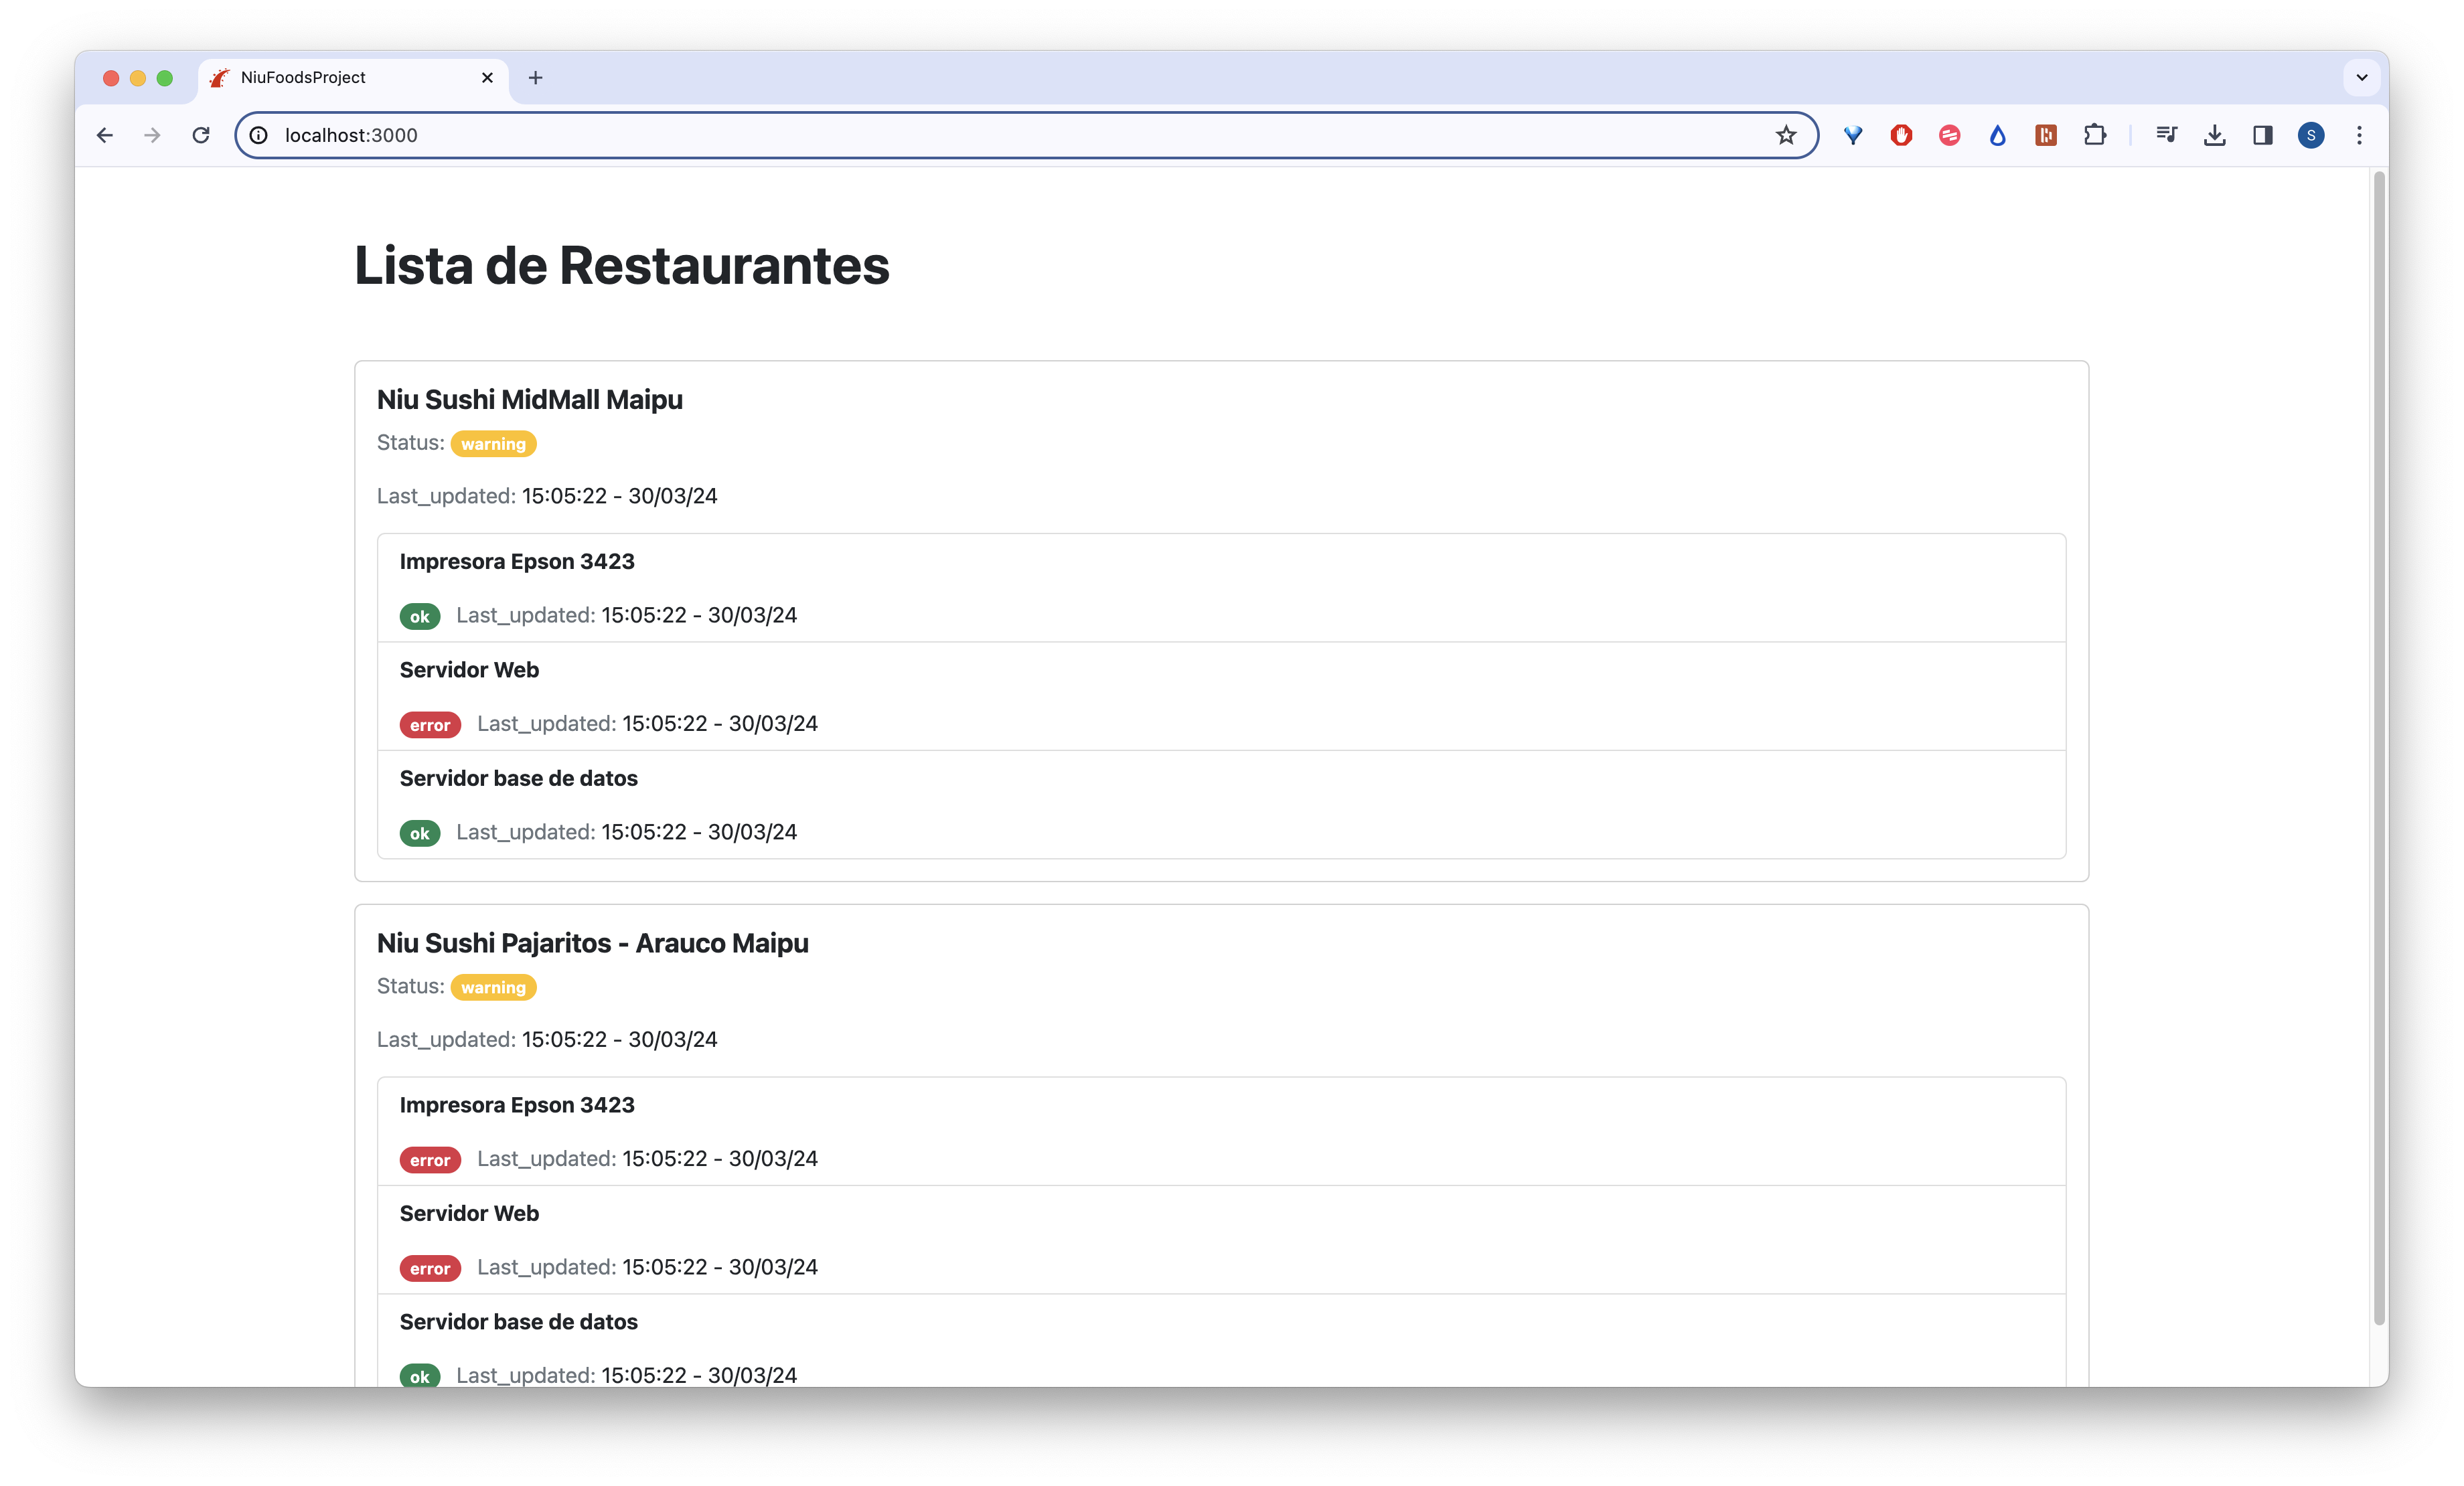 NiuFoodsProject
localhost:3000
S
Lista de Restaurantes
Niu Sushi MidMall Maipu
Status: warning
Last_updated: 15:05:22 - 30/03/24
Impresora Epson 3423
ok Last_updated: 15:05:22 - 30/03/24
Servidor Web
error Last_updated: 15:05:22 - 30/03/24
Servidor base de datos
ok Last_updated: 15:05:22 - 30/03/24
Niu Sushi Pajaritos - Arauco Maipu
Status: warning
Last_updated: 15:05:22 - 30/03/24
Impresora Epson 3423
error Last_updated: 15:05:22 - 30/03/24
Servidor Web
error Last_updated: 15:05:22 - 30/03/24
Servidor base de datos
ok Last_updated: 15:05:22 - 30/03/24